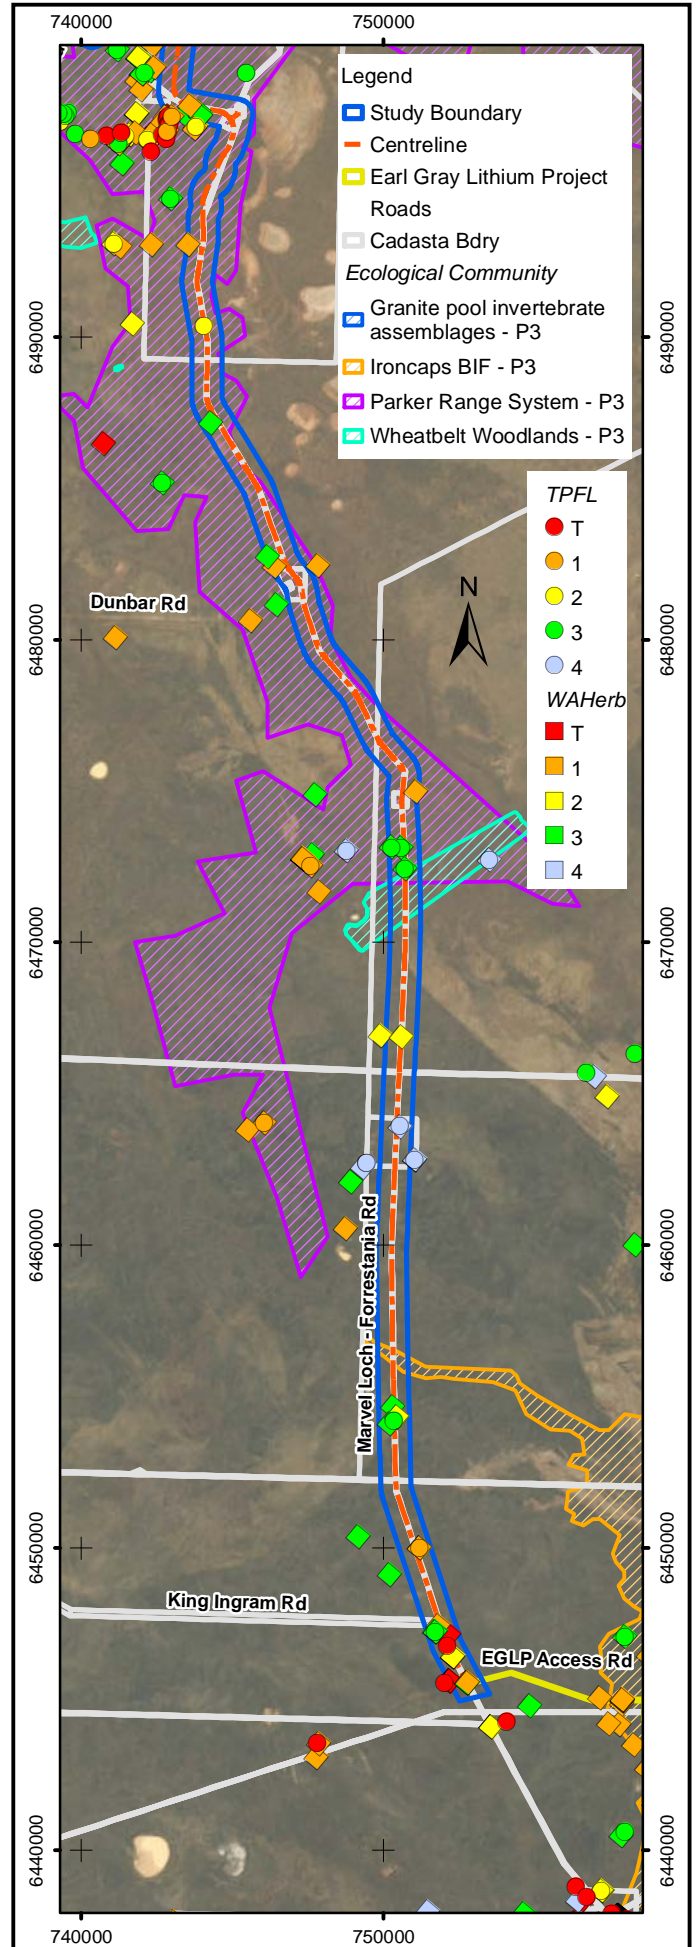 740000 750000
Legend
Study Boundary
Centreline
Earl Gray Lithium Project
Roads
Cadasta Bdry
Ecological Community
Granite pool invertebrate
assemblages - P3
Ironcaps BIF - P3
Parker Range System - P3
Wheatbelt Woodlands - P3
6490000 6490000
TPFL
T
1
2
3
4
WAHerb
T
1
2
3
4
N
Dunbar Rd
6480000 6480000
6470000 6470000
6460000 6460000
Marvel Loch - Forrestania Rd
6450000 6450000
King Ingram Rd
EGLP Access Rd
6440000 6440000
740000 750000